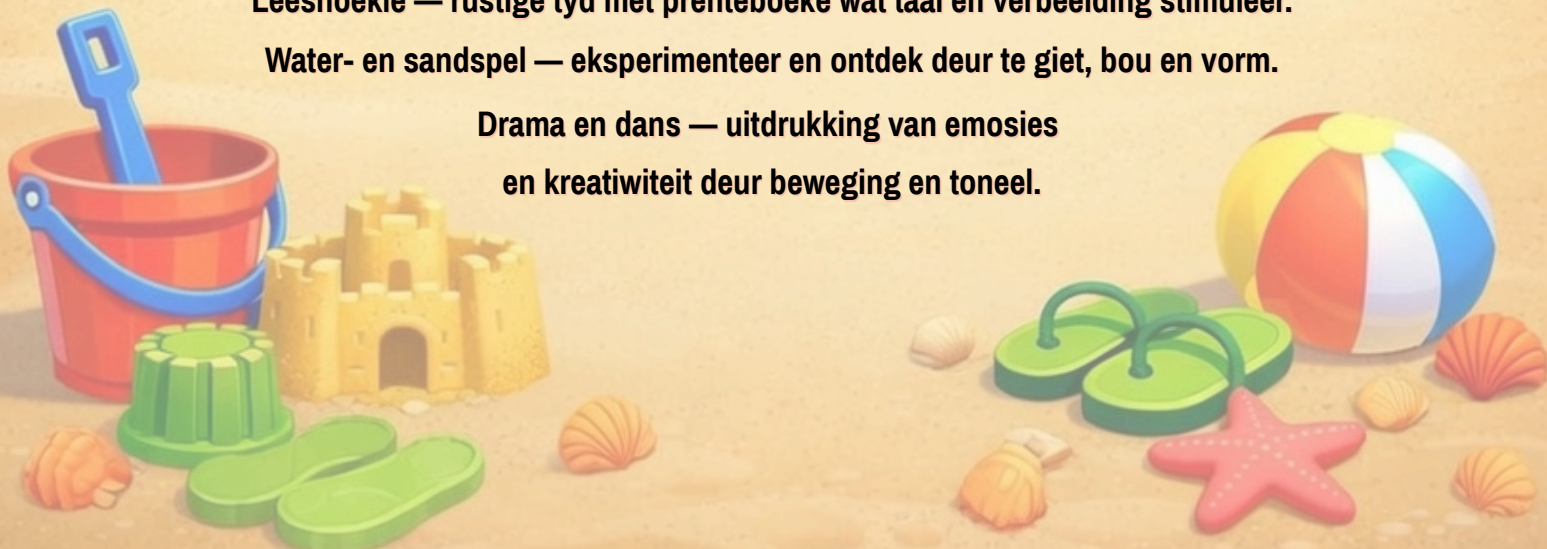 Leeshoekie — rustige tyd met prenteboeke wat taal en verbeelding stimuleer.
Water- en sandspel — eksperimenteer en ontdek deur te giet, bou en vorm.
Drama en dans — uitdrukking van emosies
en kreatiwiteit deur beweging en toneel.